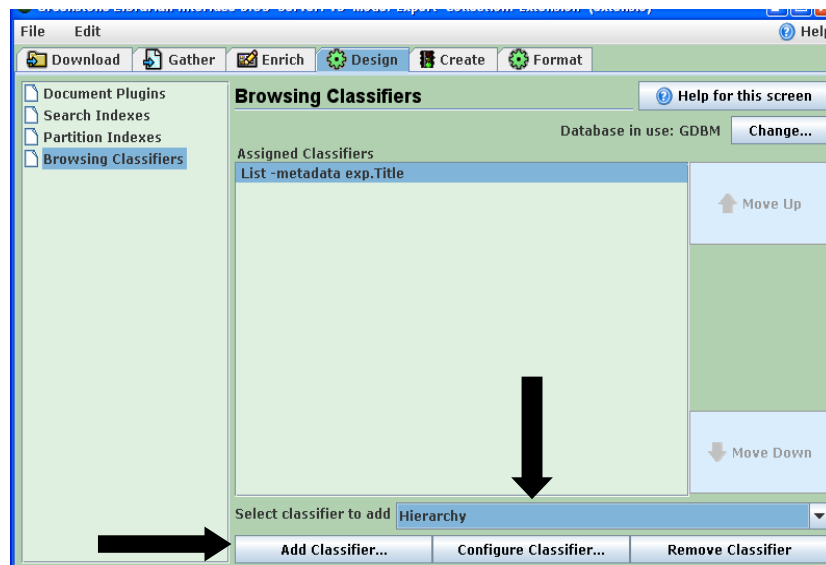 File Edit Help
Download Gather Enrich Design Create Format
Document Plugins
Search Indexes
Partition Indexes
Browsing Classifiers
Browsing Classifiers
Help for this screen
Database in use: GDBM Change...
Assigned Classifiers
List -metadata exp.Title
Move Up
Move Down
Select classifier to add Hierarchy
Add Classifier... Configure Classifier... Remove Classifier